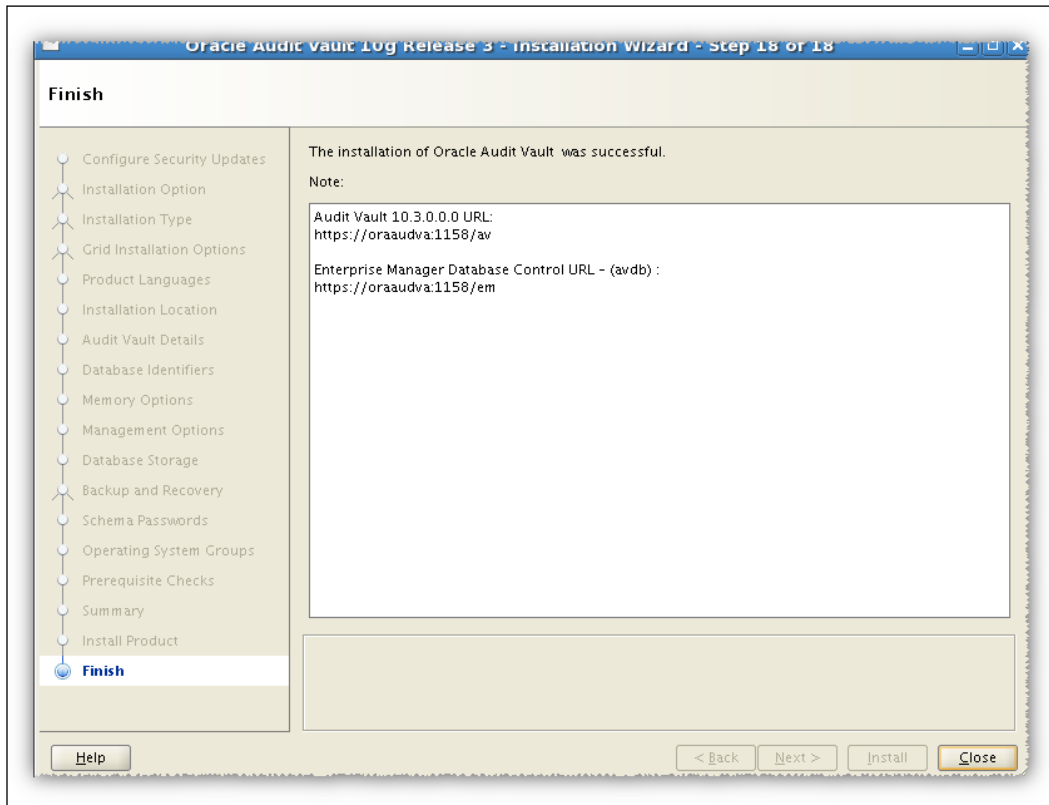 Oracle Audit Vault 10g Release 3 - Installation Wizard - Step 18 of 18
Finish
Configure Security Updates
Installation Option
Installation Type
Grid Installation Options
Product Languages
Installation Location
Audit Vault Details
Database Identifiers
Memory Options
Management Options
Database Storage
Backup and Recovery
Schema Passwords
Operating System Groups
Prerequisite Checks
Summary
Install Product
Finish
The installation of Oracle Audit Vault was successful.
Note:
Audit Vault 10.3.0.0.0 URL:
https://oraaudva:1158/av
Enterprise Manager Database Control URL - (avdb) :
https://oraaudva:1158/em
Help
< Back
Next >
Install
Close